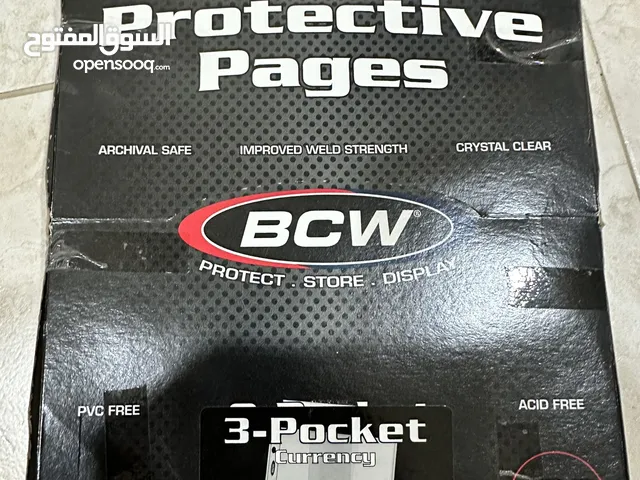 Protective
Pages
السوق المفتوح
opensooq.com
ARCHIVAL SAFE
IMPROVED WELD STRENGTH
CRYSTAL CLEAR
BCW®
PROTECT . STORE . DISPLAY
PVC FREE
ACID FREE
3-Pocket
Currency